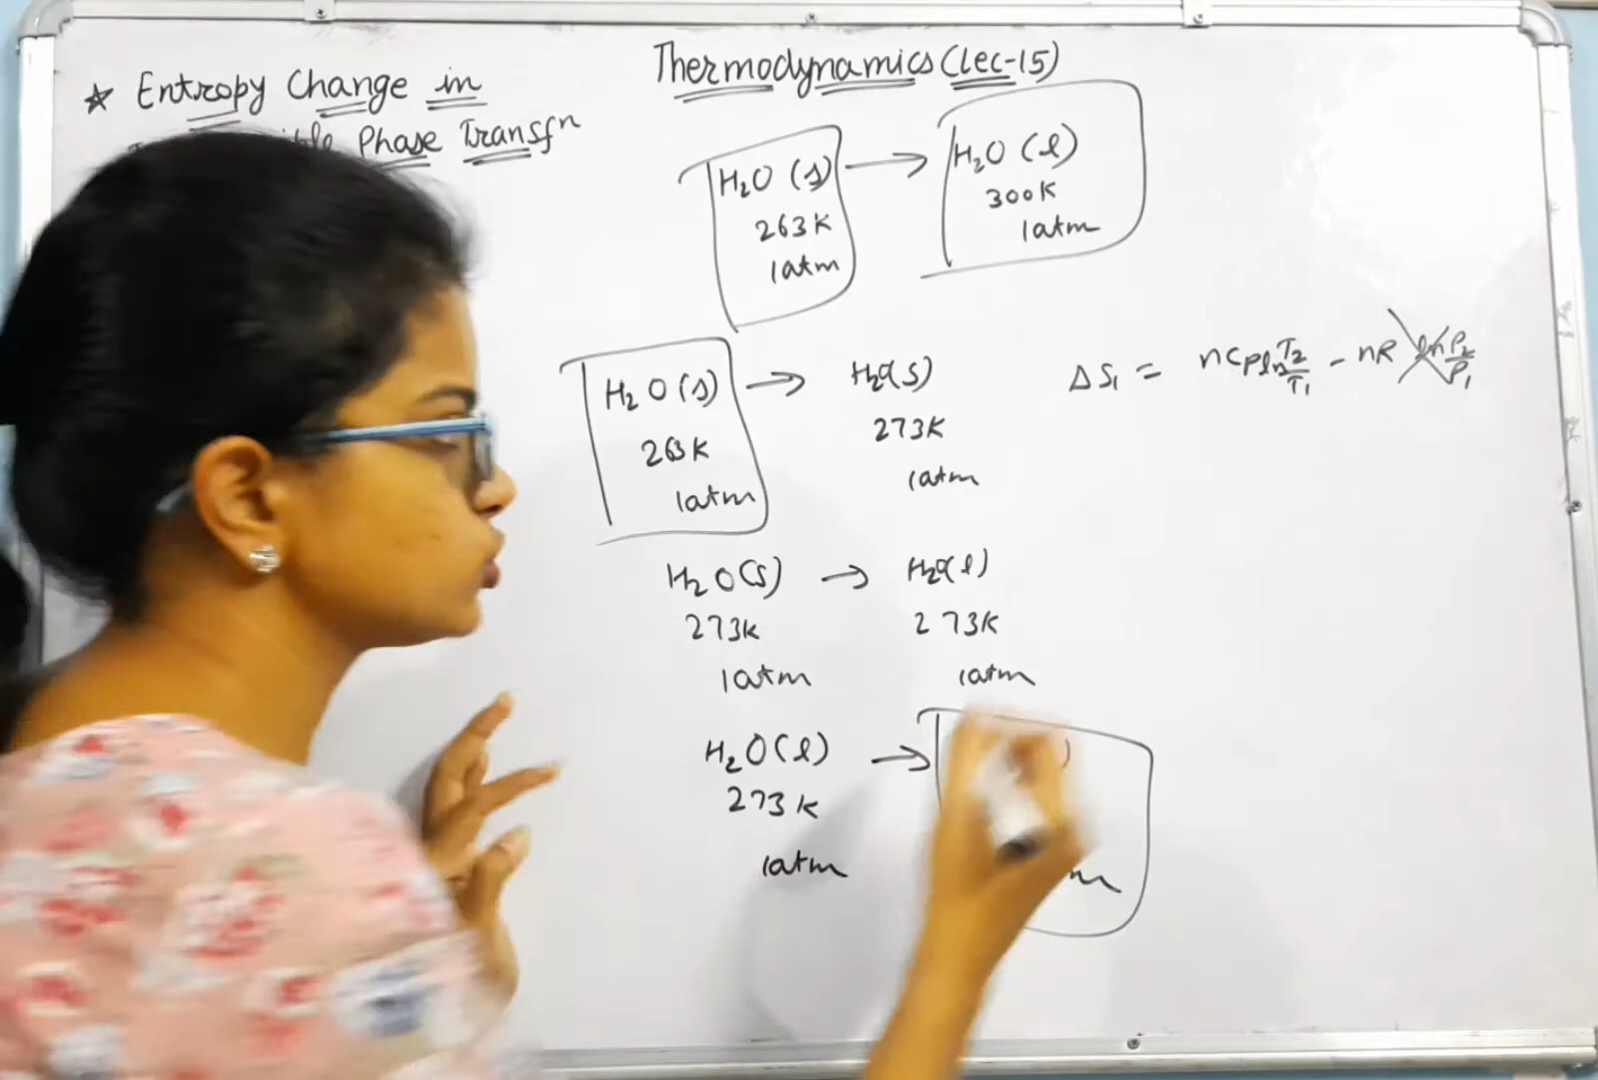 Thermodynamics (Lec-15)
* Entropy Change in
Phase Transfn
H₂O (s) → H₂O (l)
263K 300K
1atm 1atm
H₂O (s) → H₂O(s)
263K 273K
1atm 1atm
ΔS₁ = nCp ln T₂/T₁ - nR ln P₂/P₁
H₂O(s) → H₂O(l)
273K 273K
1atm 1atm
H₂O(l) →
273K
1atm